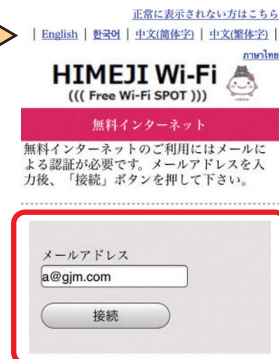 正常に表示されない方はこちら
| English | 한국어 | 中文(簡体字) | 中文(繁体字) |
ภาษาไทย
HIMEJI Wi-Fi
((( Free Wi-Fi SPOT )))
無料インターネット
無料インターネットのご利用にはメールに
よる認証が必要です。メールアドレスを入
力後、「接続」ボタンを押して下さい。
メールアドレス
a@gjm.com
接続